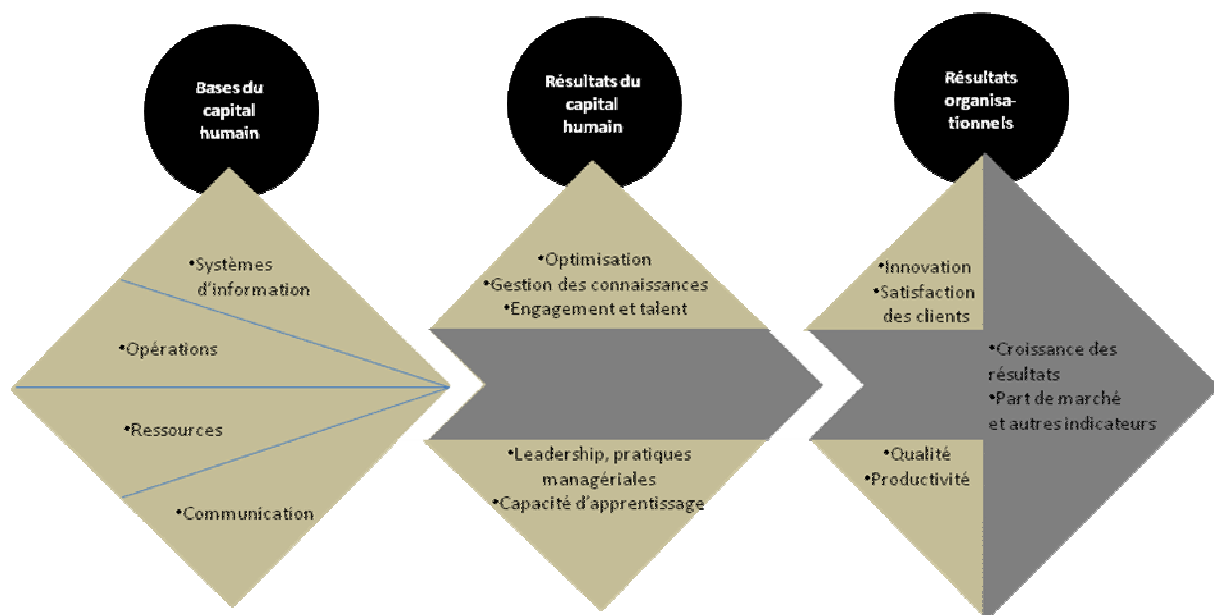 Bases du
capital
humain
•Systèmes
d'information
•Opérations
•Ressources
•Communication
Résultats du
capital
humain
•Optimisation
•Gestion des connaissances
•Engagement et talent
•Leadership, pratiques
managériales
•Capacité d'apprentissage
Résultats
organisa-
tionnels
•Innovation
•Satisfaction
des clients
•Croissance des
résultats
•Part de marché
et autres indicateurs
•Qualité
•Productivité